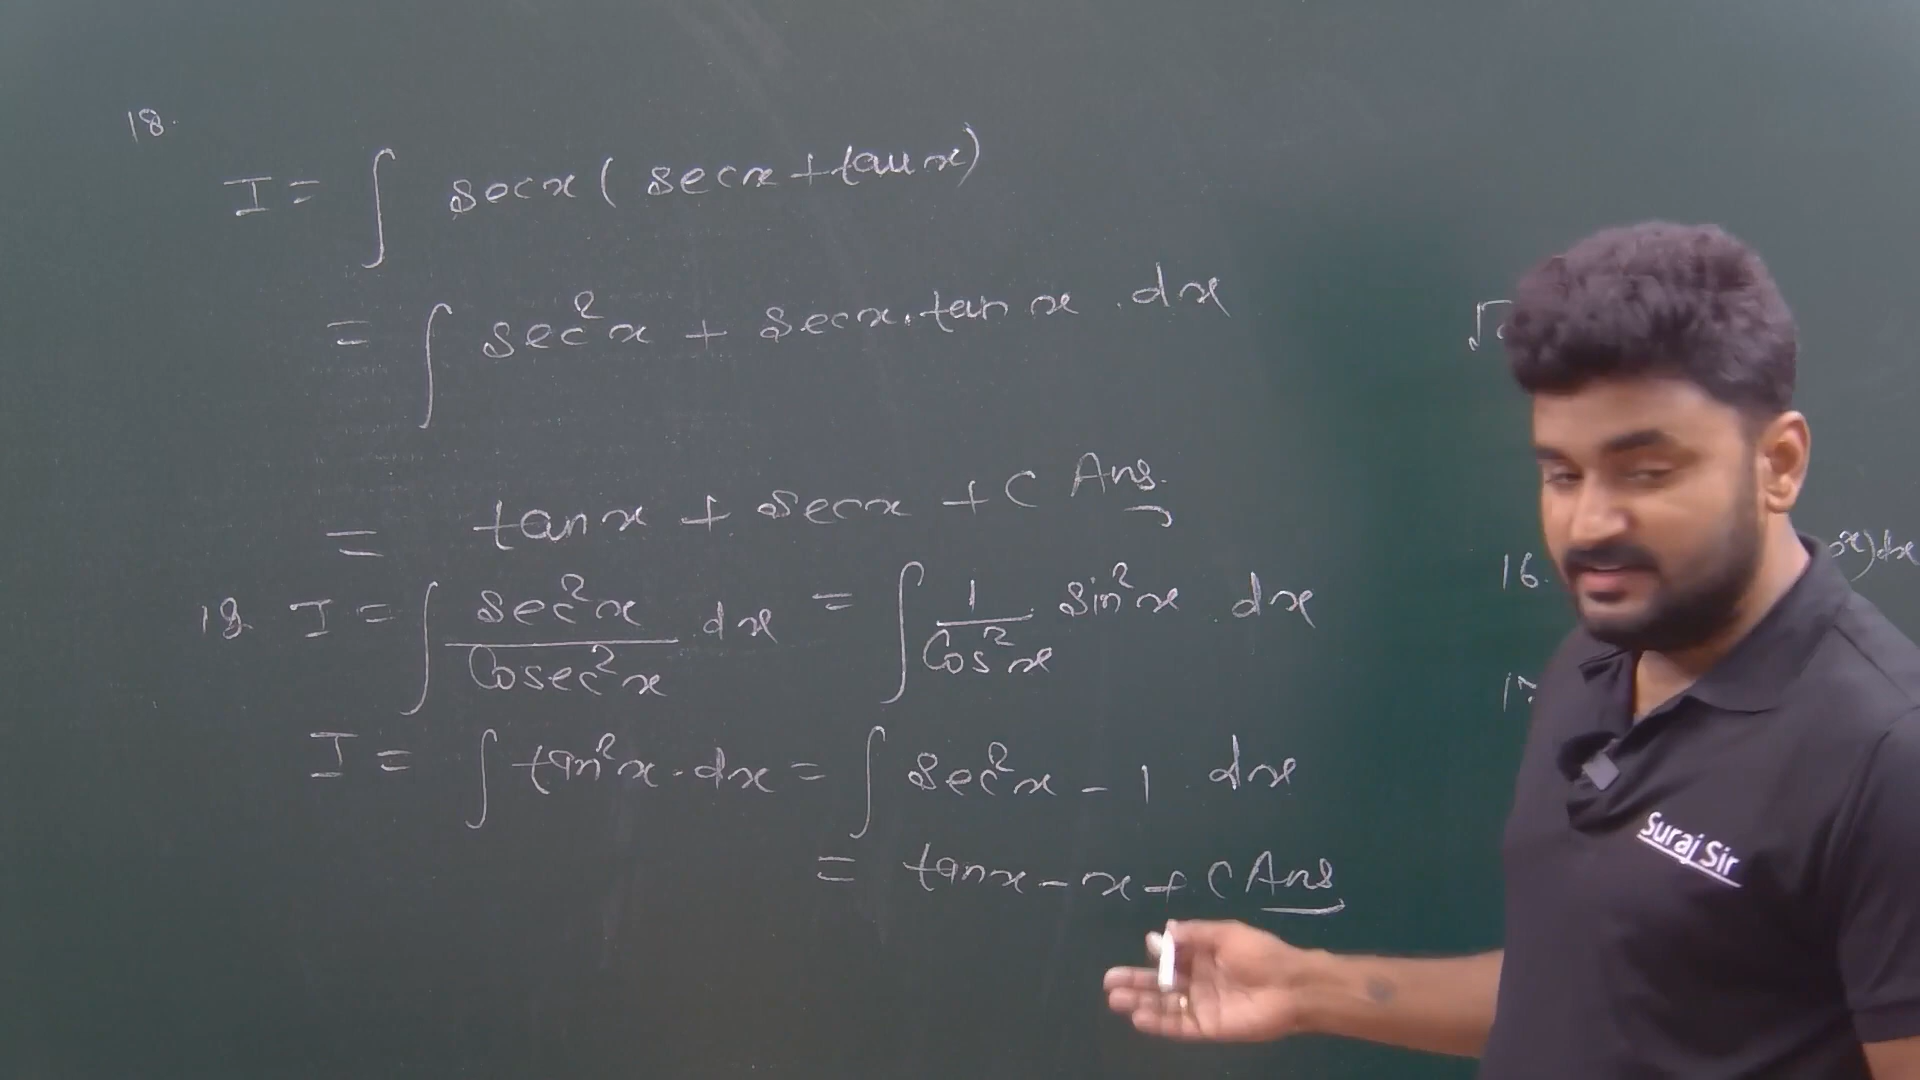 18.
I = ∫ secx ( secx + tanx)
= ∫ sec²x + secx.tanx .dx
= tanx + secx + C Ans.
19. I = ∫ sec²x / Cosec²x .dx = ∫ 1/Cos²x sin²x .dx
I = ∫ tan²x.dx = ∫ sec²x - 1 dx
= tanx - x + C Ans
16.
x)dx
Suraj Sir